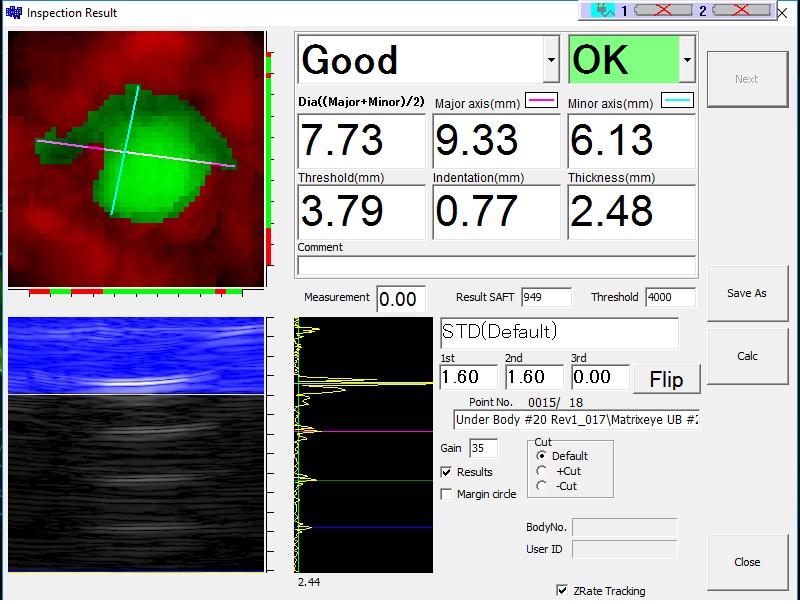 Inspection Result
1
2
Good
OK
Next
Dia((Major+Minor)/2)
Major axis(mm)
Minor axis(mm)
7.73
9.33
6.13
Threshold(mm)
Indentation(mm)
Thickness(mm)
3.79
0.77
2.48
Comment
Measurement
0.00
Result SAFT
949
Threshold
4000
Save As
STD(Default)
1st
2nd
3rd
1.60
1.60
0.00
Flip
Calc
Point No.
0015/ 18
Under Body #20 Rev1_017\Matrixeye UB #2
Gain
35
Cut
Default
+Cut
-Cut
Results
Margin circle
BodyNo.
User ID
Close
2.44
ZRate Tracking